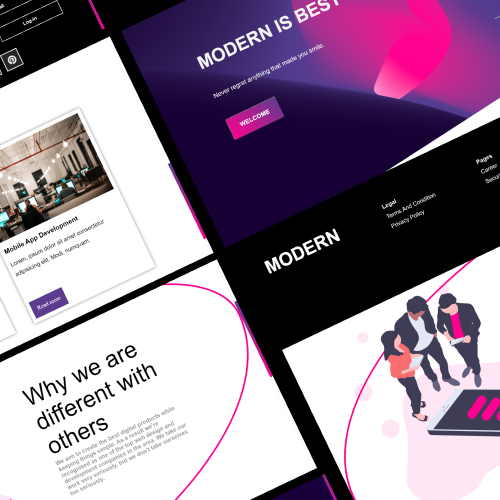 Log.in
Mobile App Development
Lorem, ipsum dolor sit amet consectetur
adipisicing elit. Modi, numquam.
Read more
MODERN IS BEST
Never regret anything that made you smile.
WELCOME
MODERN
Legal
Terms And Condition
Privacy Policy
Pages
Career
Why we are
different with
others
We aim to create the best digital products while
keeping things simple. As a result we're
recognised as one of the top web design and
development companies in the area. We take our
work very seriously, but we don't take ourselves
too seriously.